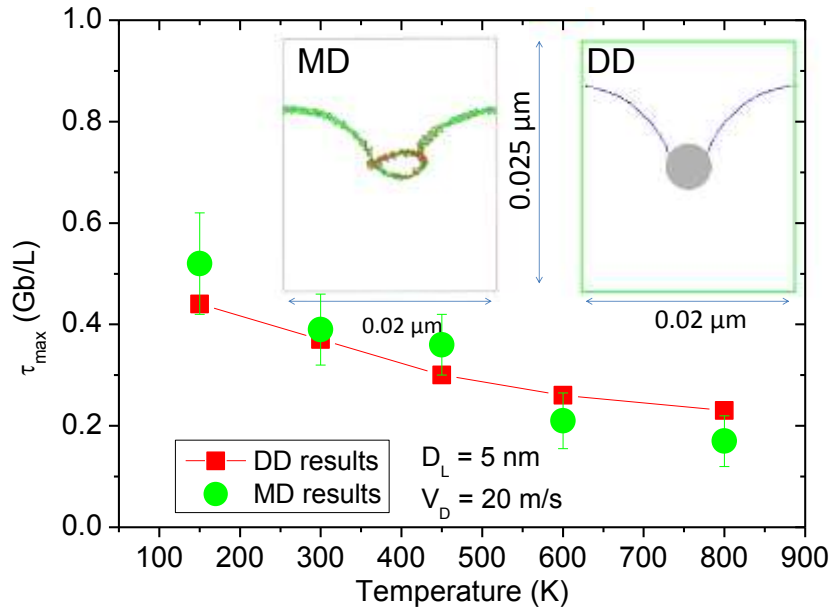 1.0
0.8
0.6
0.4
0.2
0.0
τmax (Gb/L)
MD
DD
0.025 µm
0.02 µm
0.02 µm
DD results
MD results
DL = 5 nm
VD = 20 m/s
100 200 300 400 500 600 700 800 900
Temperature (K)